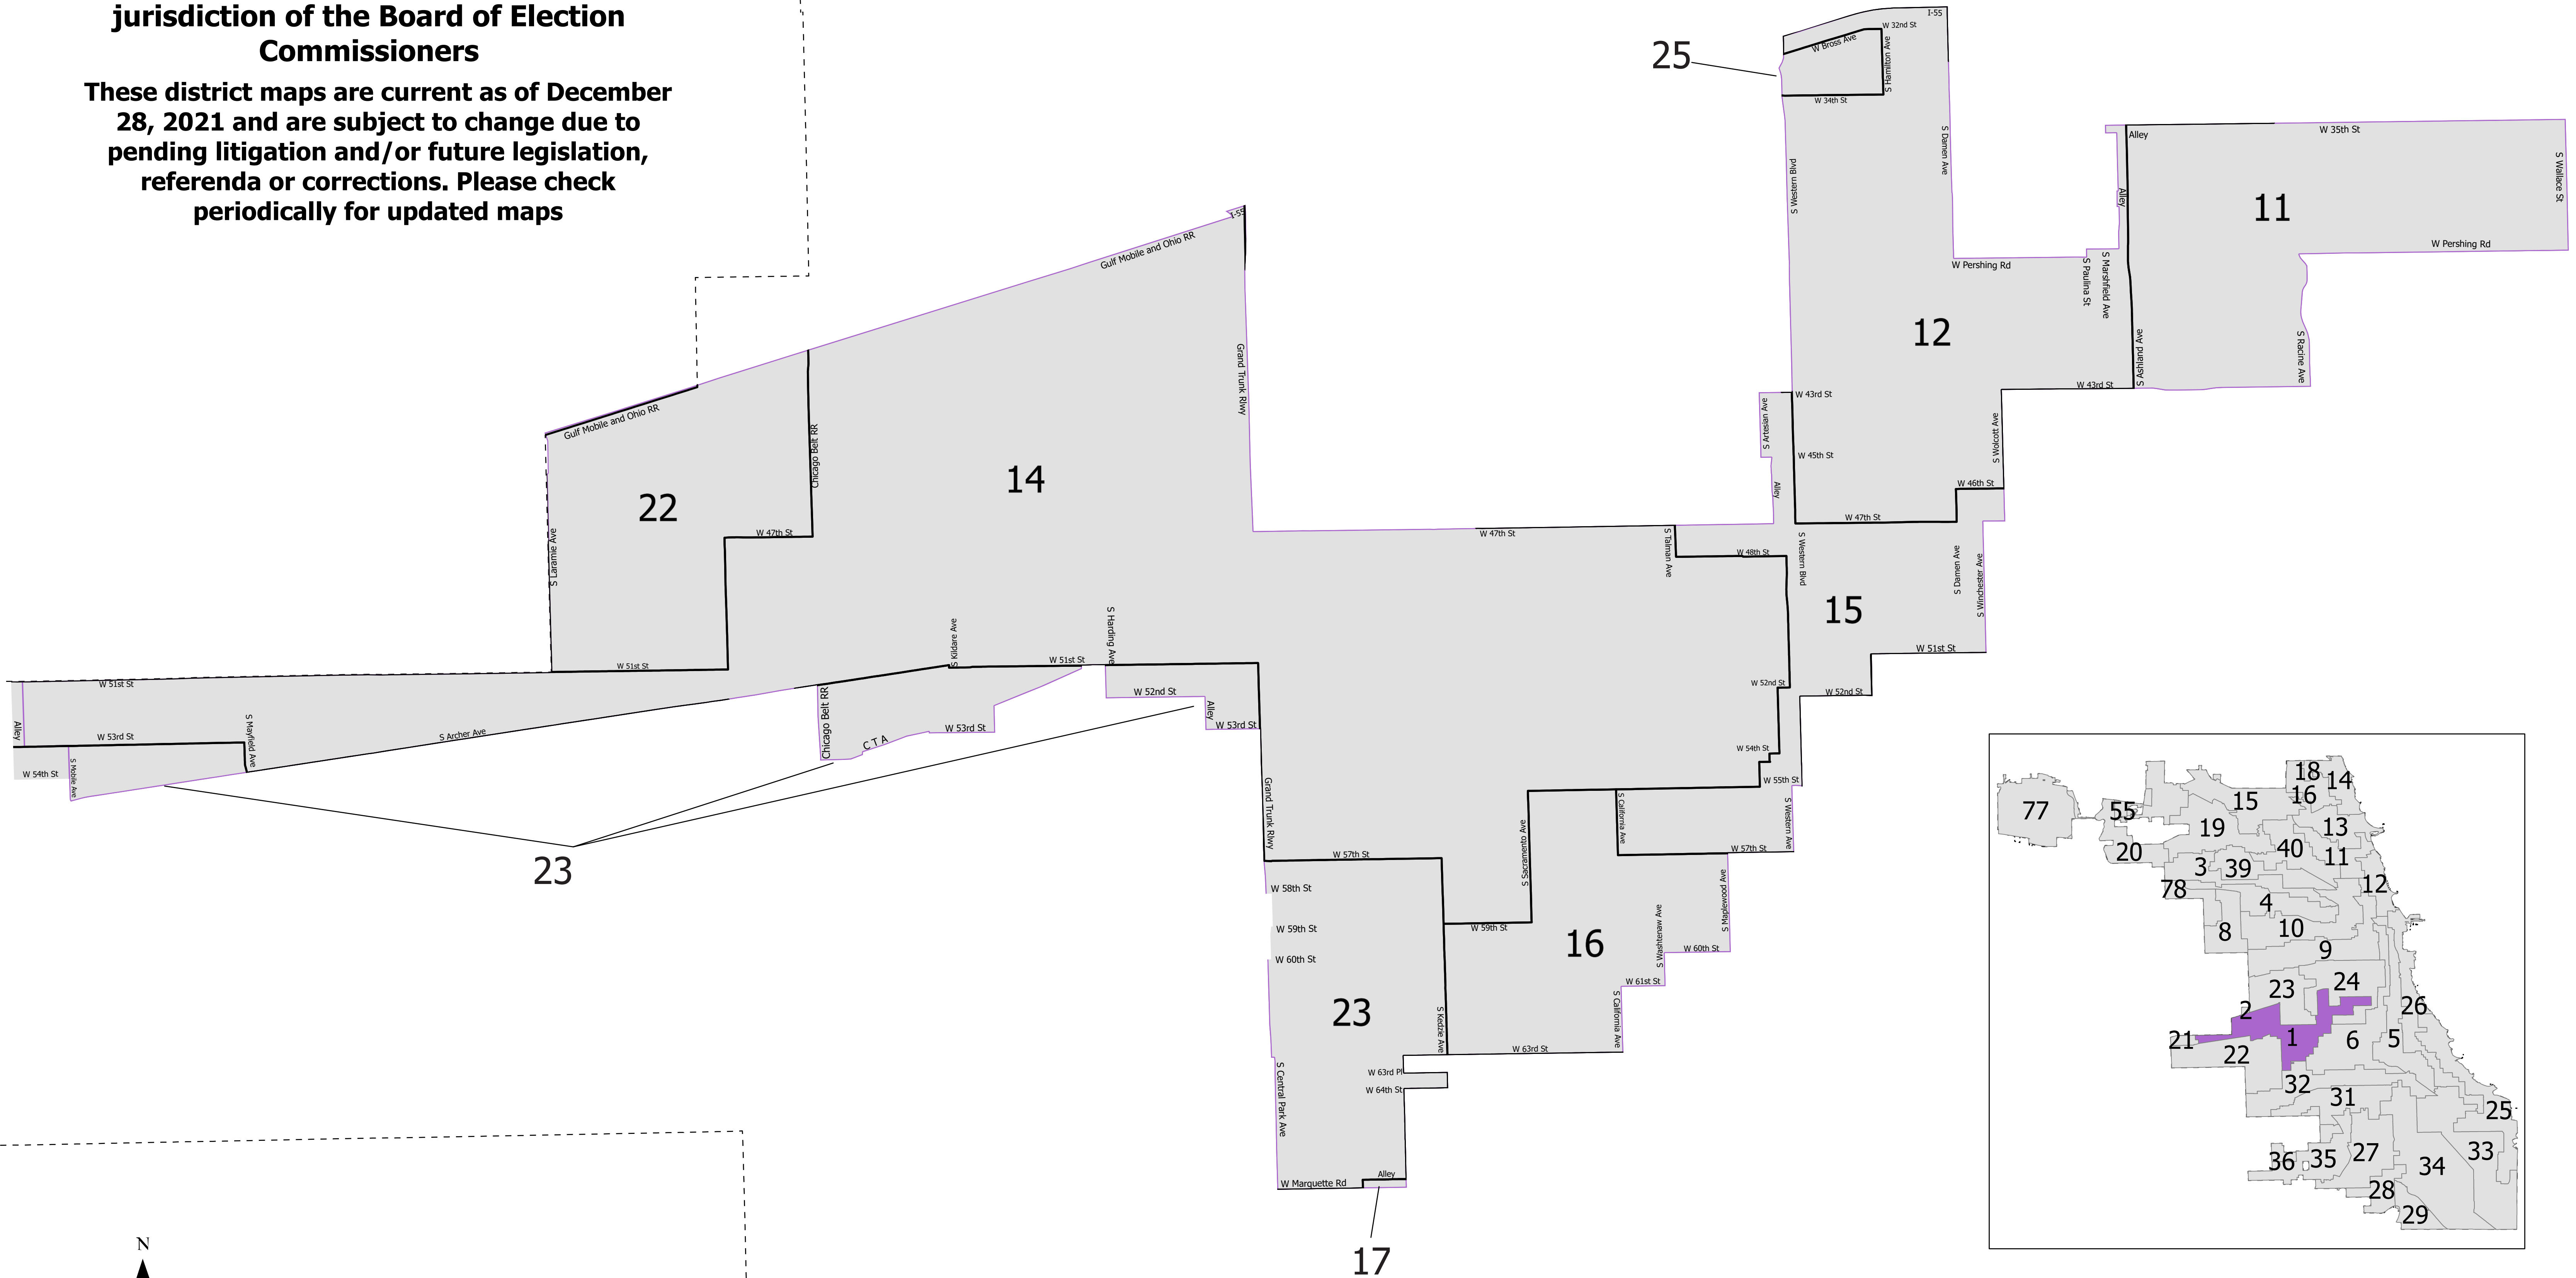 jurisdiction of the Board of Election
Commissioners
These district maps are current as of December
28, 2021 and are subject to change due to
pending litigation and/or future legislation,
referenda or corrections. Please check
periodically for updated maps
I-55
W 32nd St
W Bross Ave
S Hamilton Ave
25
W 34th St
S Damen Ave
S Western Blvd
Alley
W 35th St
S Wallace St
Alley
11
I-55
Gulf Mobile and Ohio RR
W Pershing Rd
W Pershing Rd
S Paulina St
S Marshfield Ave
12
S Ashland Ave
S Racine Ave
Grand Trunk Rlwy
W 43rd St
W 43rd St
Gulf Mobile and Ohio RR
Chicago Belt RR
S Artesian Ave
W 45th St
S Wolcott Ave
14
22
Alley
W 46th St
W 47th St
W 47th St
W 47th St
S Laramie Ave
S Talman Ave
W 48th St
S Western Blvd
S Damen Ave
S Winchester Ave
15
S Kildare Ave
S Harding Ave
W 51st St
W 51st St
W 51st St
W 51st St
W 52nd St
W 52nd St
W 52nd St
Chicago Belt RR
Alley
W 53rd St
W 53rd St
C T A
Alley
W 53rd St
S Mayfield Ave
S Archer Ave
W 54th St
W 54th St
S Mobile Ave
W 55th St
Grand Trunk Rlwy
S Sacramento Ave
S California Ave
S Western Ave
W 57th St
W 57th St
23
W 58th St
S Maplewood Ave
W 59th St
W 59th St
S Washtenaw Ave
16
W 60th St
W 60th St
W 61st St
23
S Kedzie Ave
S California Ave
W 63rd St
W 63rd Pl
W 64th St
S Central Park Ave
Alley
W Marquette Rd
17
N
18
14
16
15
77
55
19
13
20
40
11
3
39
78
12
4
8
10
9
23
24
2
26
21
1
6
5
22
32
31
25
36
35
27
34
33
28
29